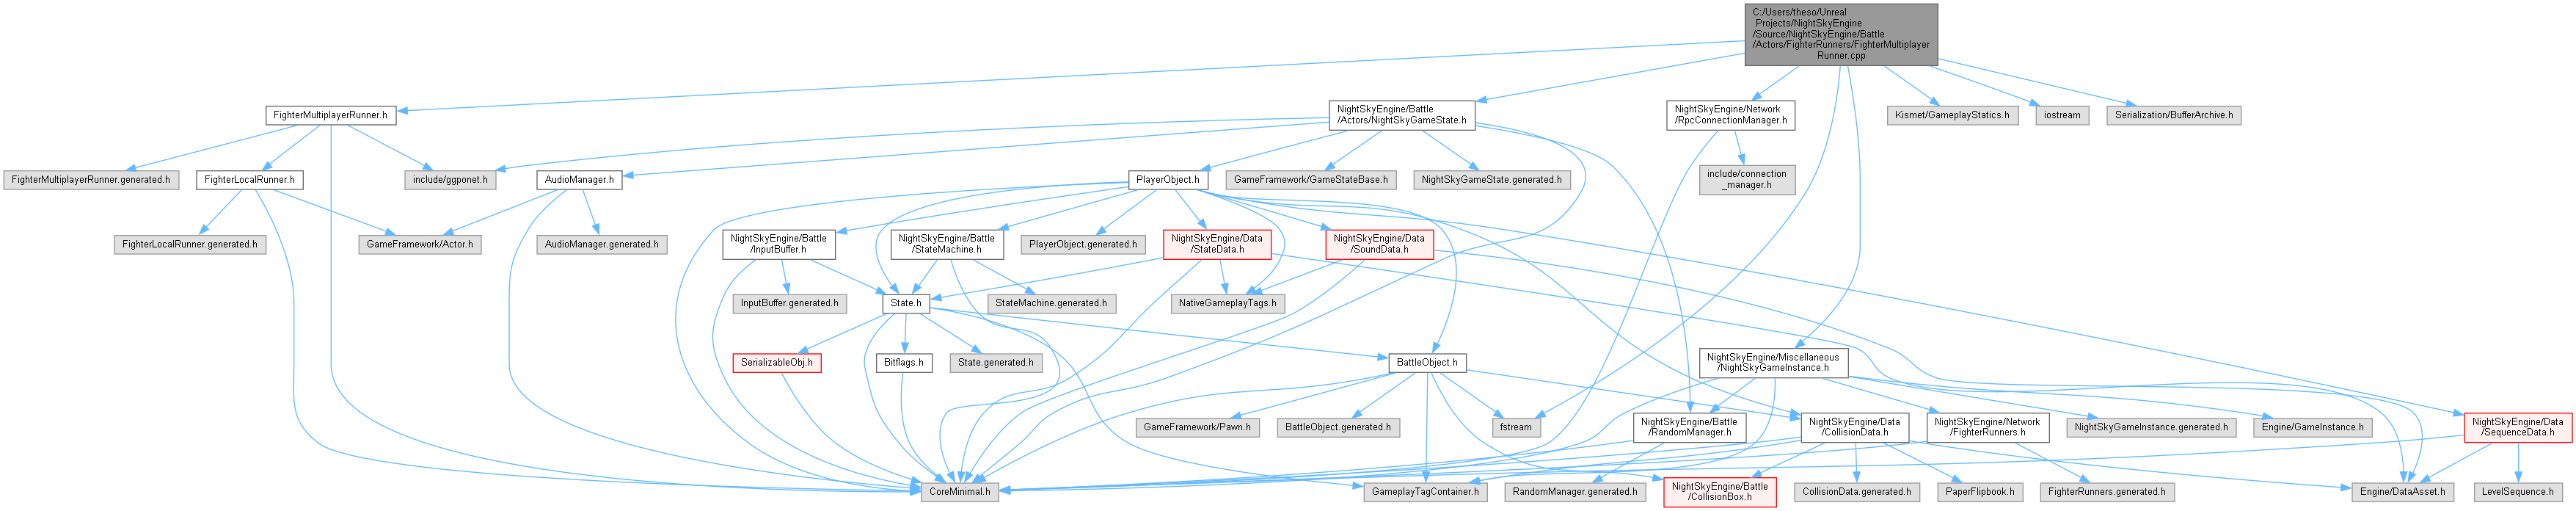 C:/Users/theso/Unreal
Projects/NightSkyEngine
/Source/NightSkyEngine/Battle
/Actors/FighterRunners/FighterMultiplayer
Runner.cpp
FighterMultiplayerRunner.h
NightSkyEngine/Battle
/Actors/NightSkyGameState.h
NightSkyEngine/Network
/RpcConnectionManager.h
Kismet/GameplayStatics.h
iostream
Serialization/BufferArchive.h
FighterMultiplayerRunner.generated.h
FighterLocalRunner.h
include/ggponet.h
AudioManager.h
PlayerObject.h
GameFramework/GameStateBase.h
NightSkyGameState.generated.h
include/connection
_manager.h
FighterLocalRunner.generated.h
GameFramework/Actor.h
AudioManager.generated.h
NightSkyEngine/Battle
/InputBuffer.h
NightSkyEngine/Battle
/StateMachine.h
PlayerObject.generated.h
NightSkyEngine/Data
/StateData.h
NightSkyEngine/Data
/SoundData.h
InputBuffer.generated.h
State.h
StateMachine.generated.h
NativeGameplayTags.h
SerializableObj.h
Bitflags.h
State.generated.h
BattleObject.h
NightSkyEngine/Miscellaneous
/NightSkyGameInstance.h
GameFramework/Pawn.h
BattleObject.generated.h
fstream
NightSkyEngine/Battle
/RandomManager.h
NightSkyEngine/Data
/CollisionData.h
NightSkyEngine/Network
/FighterRunners.h
NightSkyGameInstance.generated.h
Engine/GameInstance.h
NightSkyEngine/Data
/SequenceData.h
CoreMinimal.h
GameplayTagContainer.h
RandomManager.generated.h
NightSkyEngine/Battle
/CollisionBox.h
CollisionData.generated.h
PaperFlipbook.h
FighterRunners.generated.h
Engine/DataAsset.h
LevelSequence.h